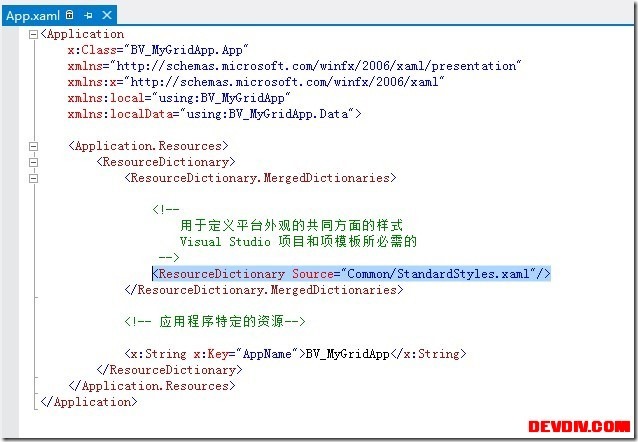 App.xaml
<Application
x:Class="BV_MyGridApp.App"
xmlns="http://schemas.microsoft.com/winfx/2006/xaml/presentation"
xmlns:x="http://schemas.microsoft.com/winfx/2006/xaml"
xmlns:local="using:BV_MyGridApp"
xmlns:localData="using:BV_MyGridApp.Data">
<Application.Resources>
<ResourceDictionary>
<ResourceDictionary.MergedDictionaries>
<!--
用于定义平台外观的共同方面的样式
Visual Studio 项目和项模板所必需的
-->
<ResourceDictionary Source="Common/StandardStyles.xaml"/>
</ResourceDictionary.MergedDictionaries>
<!-- 应用程序特定的资源-->
<x:String x:Key="AppName">BV_MyGridApp</x:String>
</ResourceDictionary>
</Application.Resources>
</Application>
DEVDIV.COM